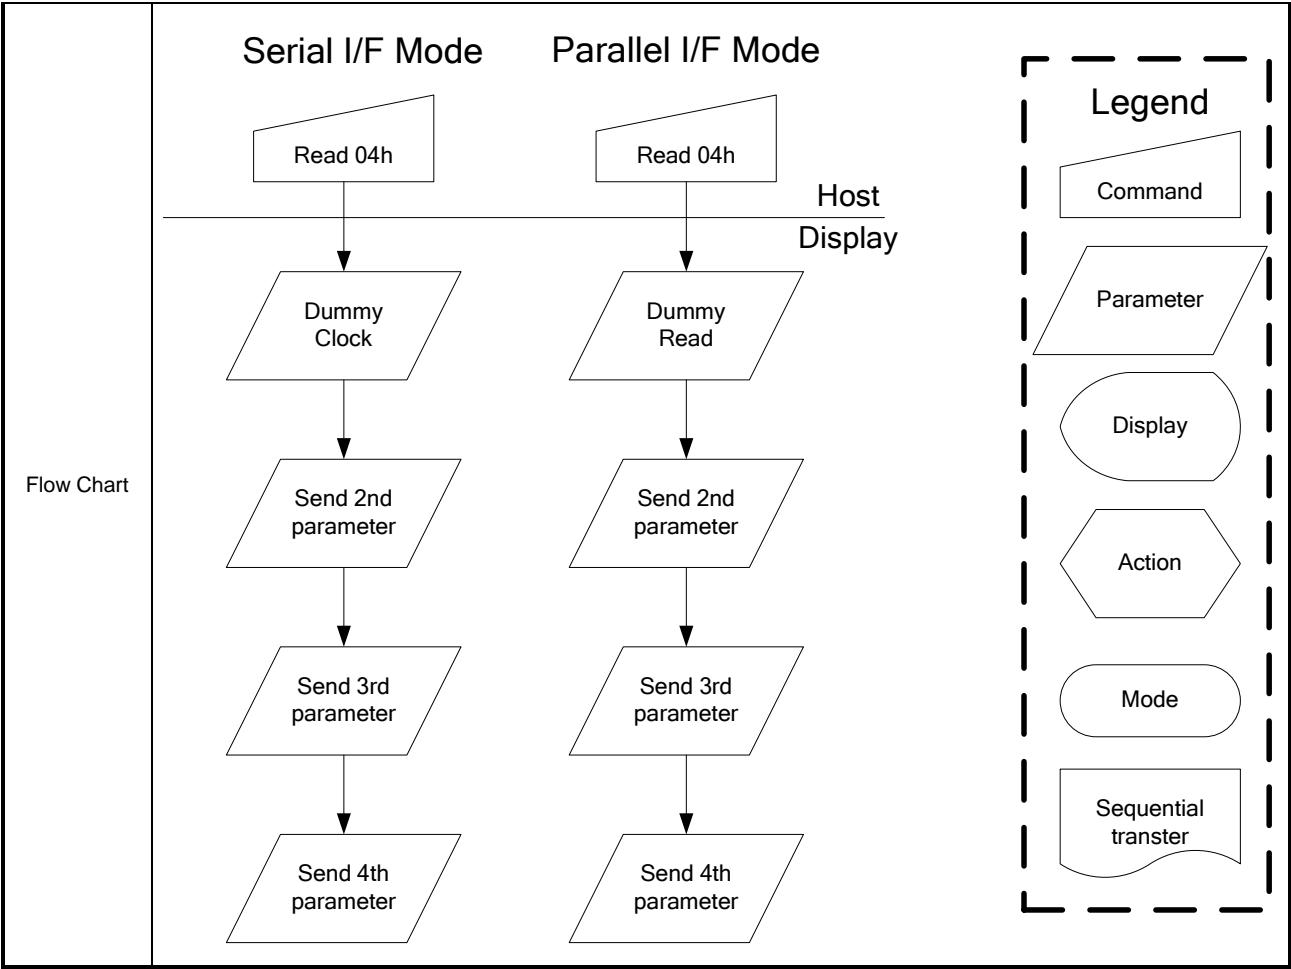 Flow Chart
Serial I/F Mode
Read 04h
Dummy
Clock
Send 2nd
parameter
Send 3rd
parameter
Send 4th
parameter
Parallel I/F Mode
Read 04h
Host
Display
Dummy
Read
Send 2nd
parameter
Send 3rd
parameter
Send 4th
parameter
Legend
Command
Parameter
Display
Action
Mode
Sequential
transter